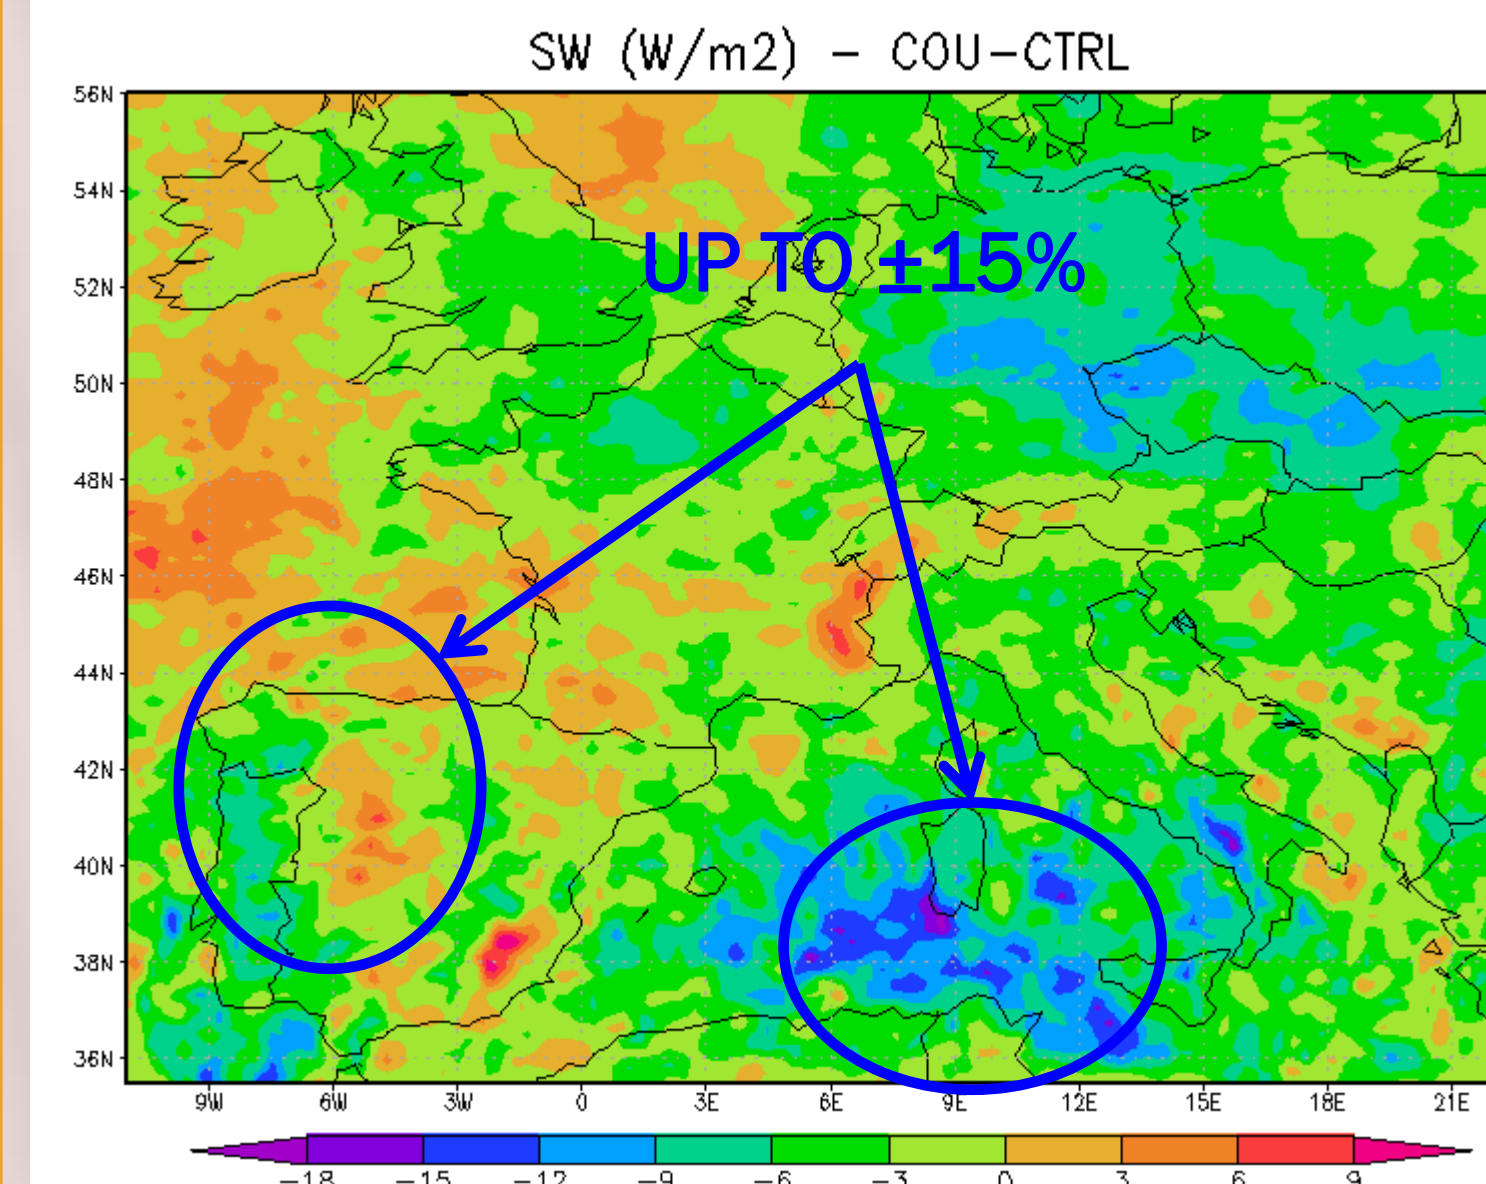 SW (W/m2) - COU-CTRL
56N
54N
UP TO ±15%
52N
50N
48N
46N
44N
42N
40N
38N
36N
9W 6W 3W 0 3E 6E 9E 12E 15E 18E 21E
-18 -15 -12 -9 -6 -3 0 3 6 9